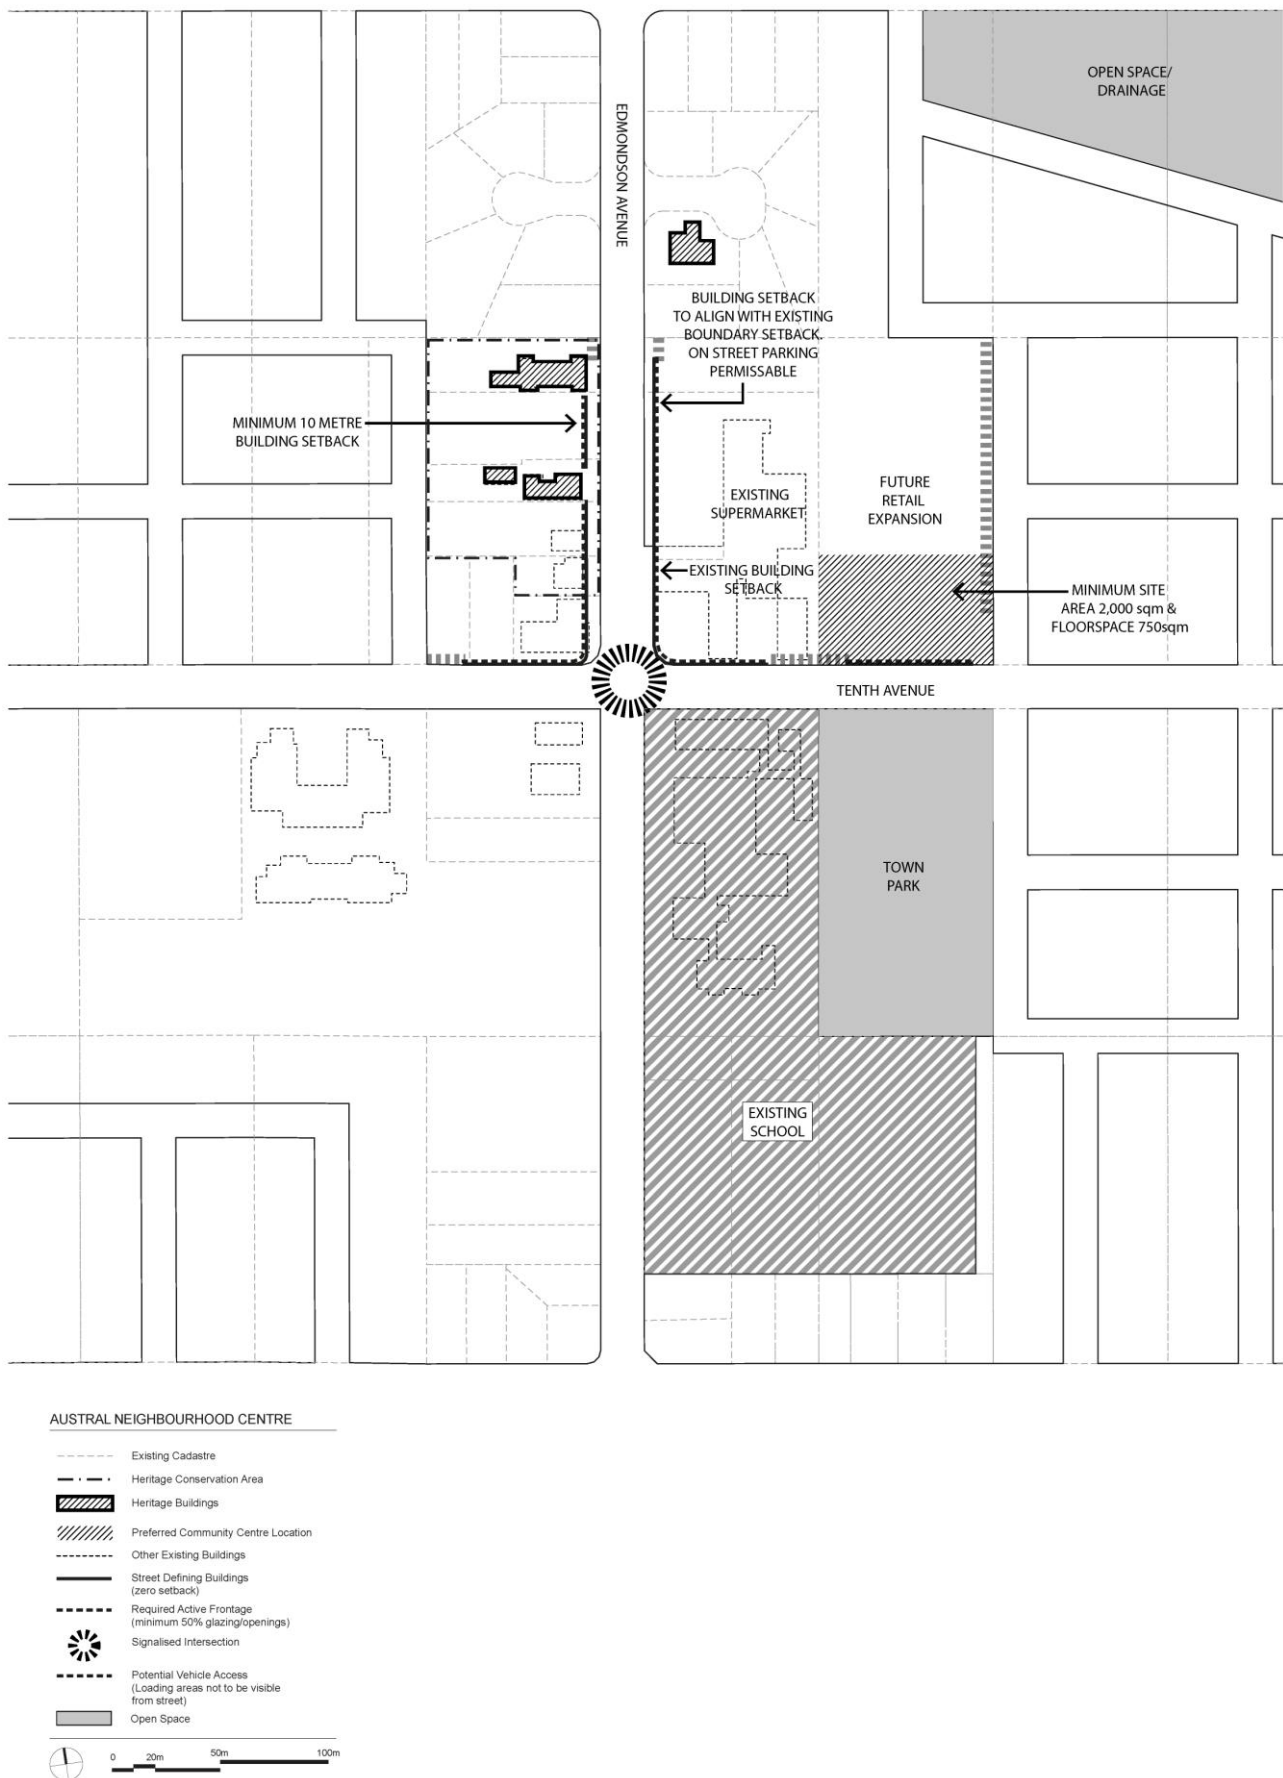 OPEN SPACE/
DRAINAGE
EDMONDSON AVENUE
BUILDING SETBACK
TO ALIGN WITH EXISTING
BOUNDARY SETBACK.
ON STREET PARKING
PERMISSABLE
MINIMUM 10 METRE
BUILDING SETBACK
EXISTING
SUPERMARKET
FUTURE
RETAIL
EXPANSION
EXISTING BUILDING
SETBACK
MINIMUM SITE
AREA 2,000 sqm &
FLOORSPACE 750sqm
TENTH AVENUE
TOWN
PARK
EXISTING
SCHOOL
AUSTRAL NEIGHBOURHOOD CENTRE
Existing Cadastre
Heritage Conservation Area
Heritage Buildings
Preferred Community Centre Location
Other Existing Buildings
Street Defining Buildings
(zero setback)
Required Active Frontage
(minimum 50% glazing/openings)
Signalised Intersection
Potential Vehicle Access
(Loading areas not to be visible
from street)
Open Space
0 20m 50m 100m